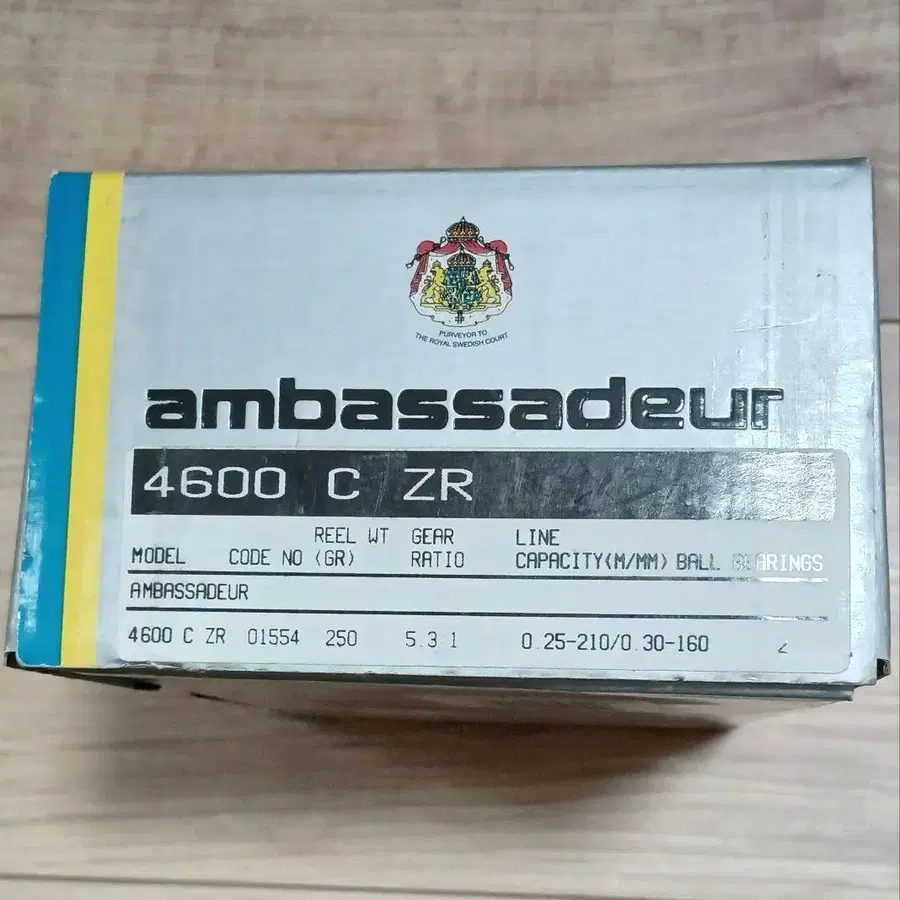 PURVEYOR TO
THE ROYAL SWEDISH COURT
ambassadeur
4600 C ZR
MODEL CODE NO REEL WT (GR) GEAR RATIO LINE CAPACITY(M/MM) BALL BEARINGS
AMBASSADEUR
4600 C ZR 01554 250 5.3 1 0.25-210/0.30-160 2